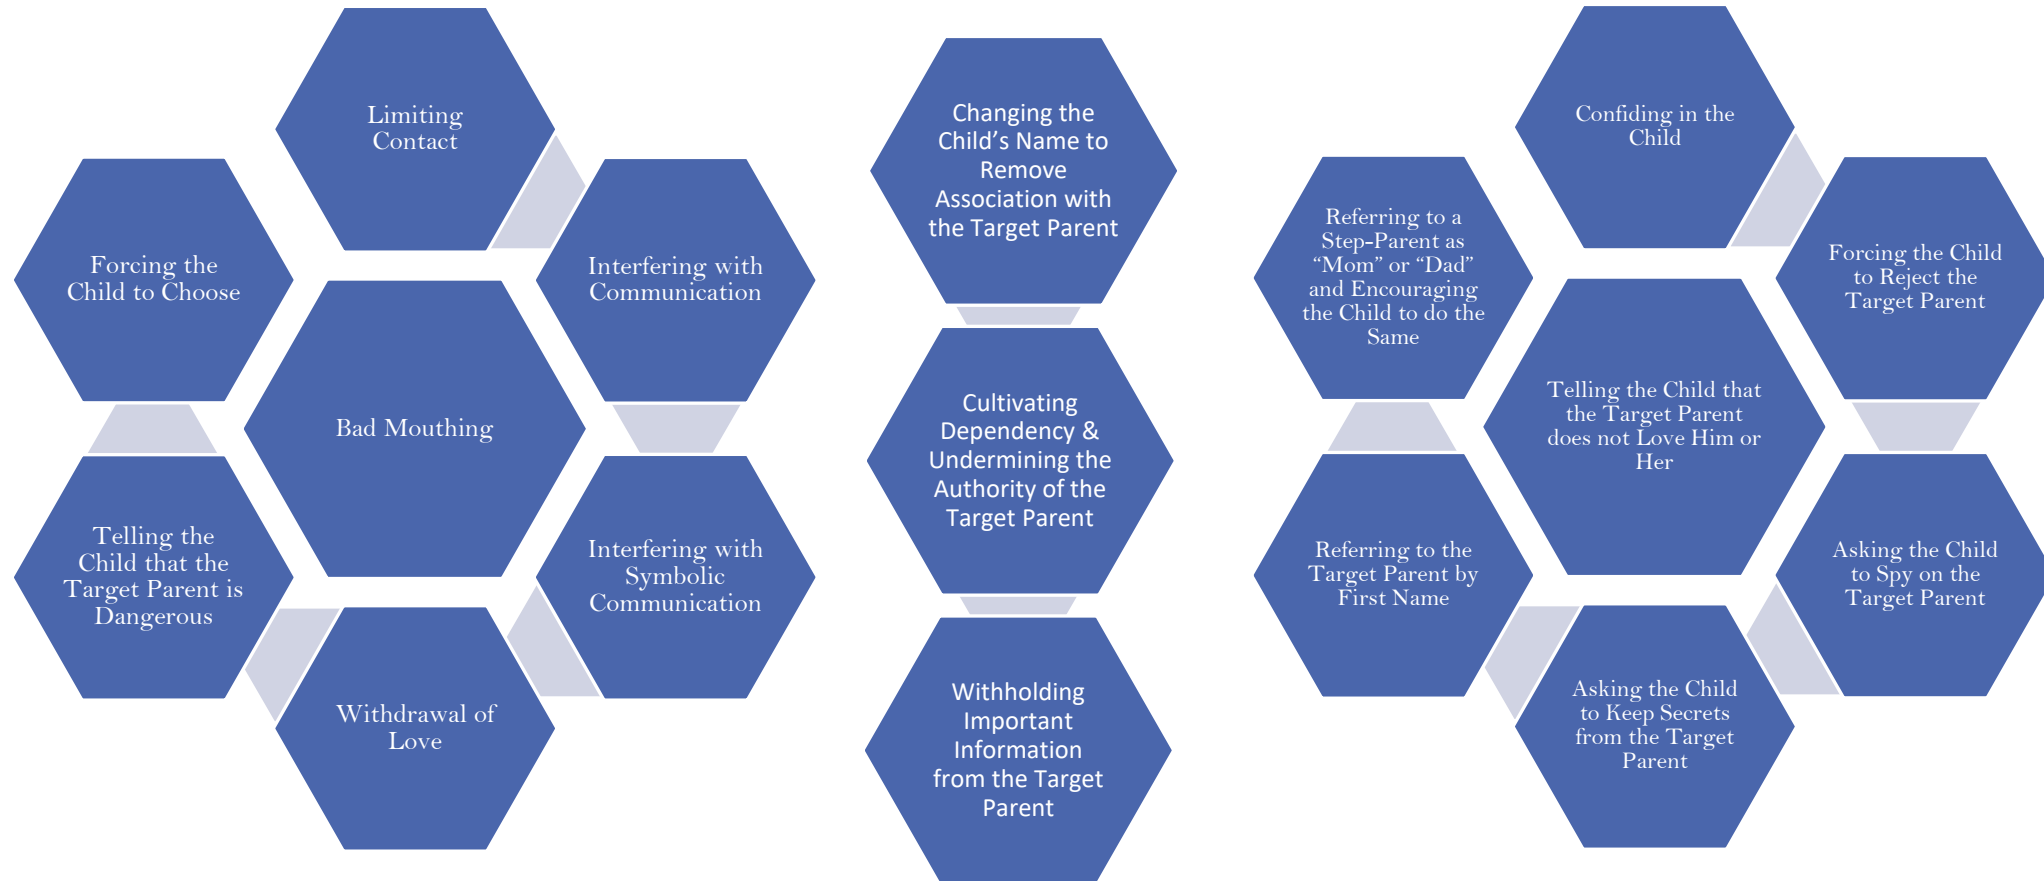 Limiting
Contact
Forcing the
Child to Choose
Interfering with
Communication
Bad Mouthing
Telling the
Child that the
Target Parent is
Dangerous
Interfering with
Symbolic
Communication
Withdrawal of
Love
Changing the
Child’s Name to
Remove
Association with
the Target Parent
Cultivating
Dependency &
Undermining the
Authority of the
Target Parent
Withholding
Important
Information
from the Target
Parent
Confiding in the
Child
Referring to a
Step-Parent as
“Mom” or “Dad”
and Encouraging
the Child to do the
Same
Forcing the Child
to Reject the
Target Parent
Telling the Child that
the Target Parent
does not Love Him or
Her
Referring to the
Target Parent by
First Name
Asking the Child
to Spy on the
Target Parent
Asking the Child
to Keep Secrets
from the Target
Parent